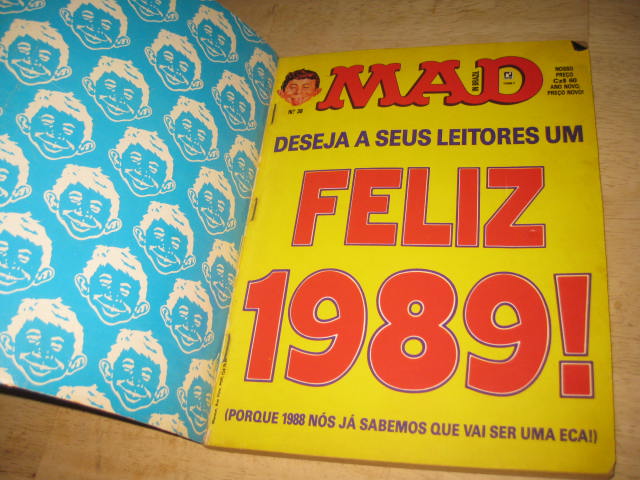 MAD
IN BRAZIL
NOSSO
PREÇO
Cz$ 60
ANO NOVO,
PREÇO NOVO!
Nº 38
DESEJA A SEUS LEITORES UM
FELIZ
1989!
(PORQUE 1988 NÓS JÁ SABEMOS QUE VAI SER UMA ECA!)